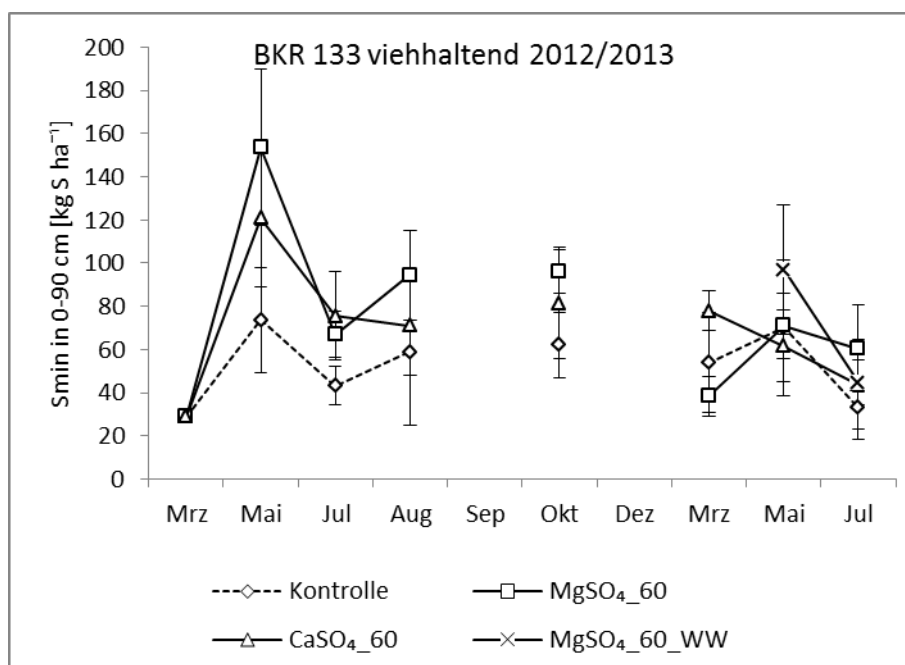 BKR 133 viehhaltend 2012/2013
Smin in 0-90 cm [kg S ha⁻¹]
200
180
160
140
120
100
80
60
40
20
0
Mrz Mai Jul Aug Sep Okt Dez Mrz Mai Jul
Kontrolle MgSO₄_60
CaSO₄_60 MgSO₄_60_WW